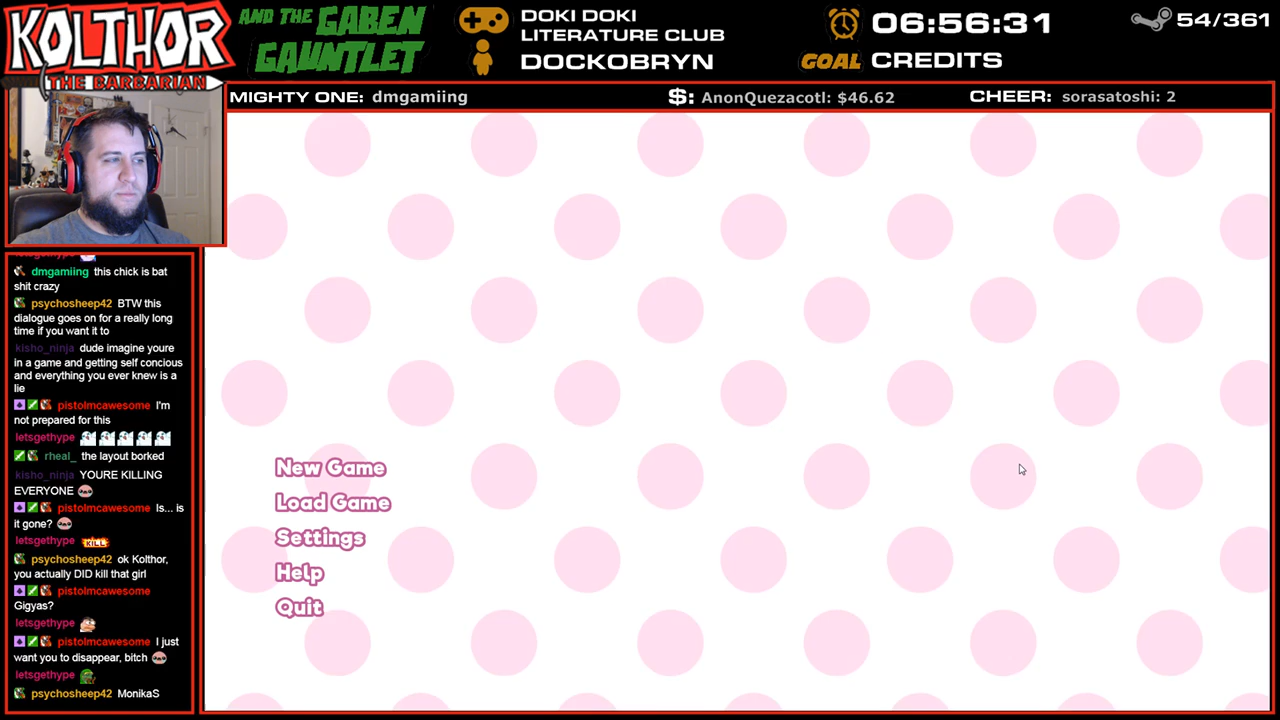 KOLTHOR
THE BARBARIAN
AND THE GABEN
GAUNTLET
DOKI DOKI
LITERATURE CLUB
DOCKOBRYN
06:56:31
GOAL CREDITS
54/361
MIGHTY ONE: dmgamiing
$: AnonQuezacotl: $46.62
CHEER: sorasatoshi: 2
letsgethype
dmgamiing this chick is bat
shit crazy
psychosheep42 BTW this
dialogue goes on for a really long
time if you want it to
kisho_ninja dude imagine youre
in a game and getting self concious
and everything you ever knew is a
lie
pistolmcawesome I'm
not prepared for this
letsgethype
rheal_ the layout borked
kisho_ninja YOURE KILLING
EVERYONE
pistolmcawesome Is... is
it gone?
letsgethype KILL
psychosheep42 ok Kolthor,
you actually DID kill that girl
pistolmcawesome
Gigyas?
letsgethype
pistolmcawesome I just
want you to disappear, bitch
letsgethype
psychosheep42 MonikaS
New Game
Load Game
Settings
Help
Quit